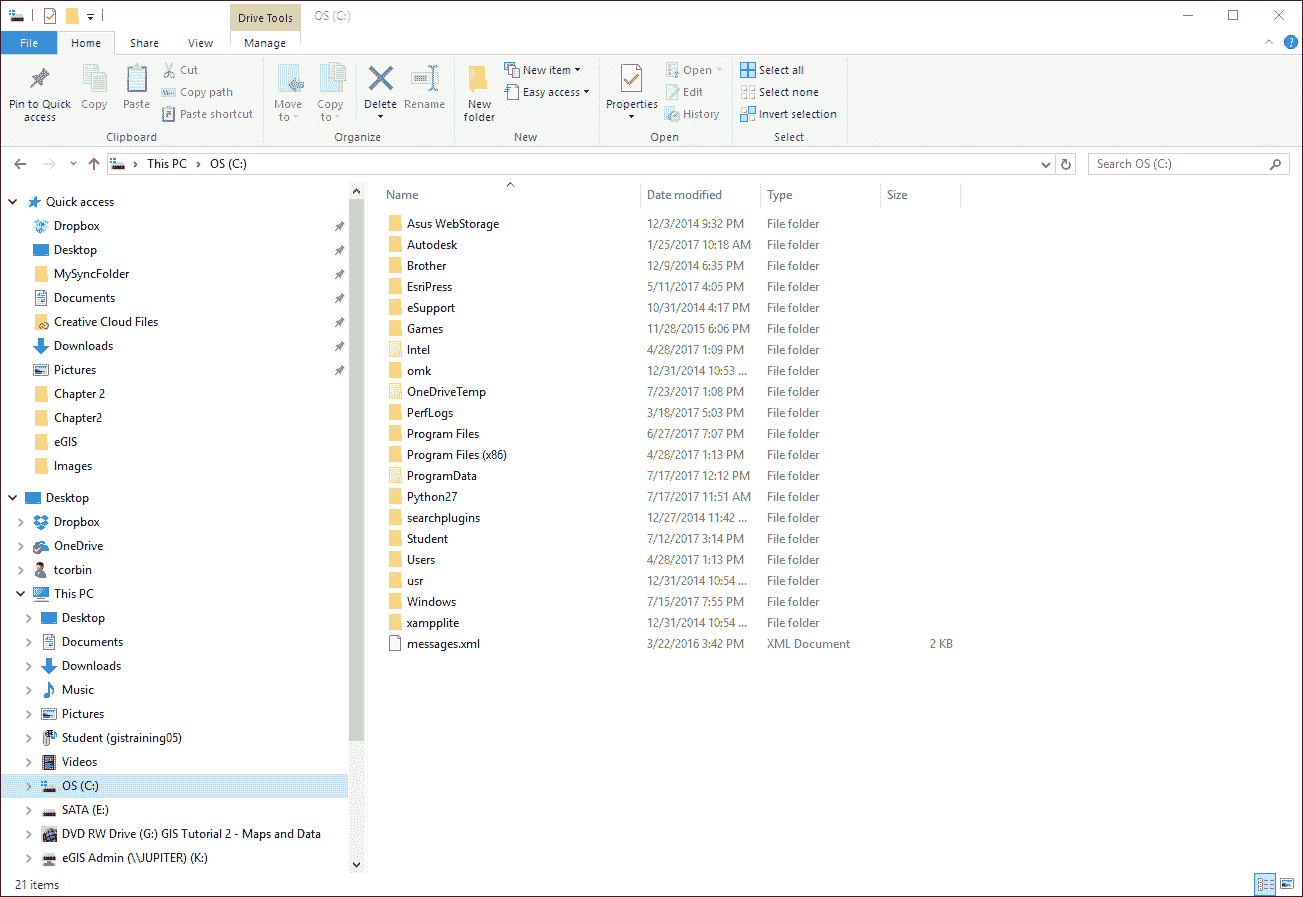 Drive Tools
OS (C:)
File
Home
Share
View
Manage
Pin to Quick access
Copy
Paste
Cut
Copy path
Paste shortcut
Clipboard
Move to
Copy to
Delete
Rename
Organize
New folder
New item
Easy access
New
Properties
Open
Edit
History
Open
Select all
Select none
Invert selection
Select
This PC > OS (C:)
Search OS (C:)
Quick access
Dropbox
Desktop
MySyncFolder
Documents
Creative Cloud Files
Downloads
Pictures
Chapter 2
Chapter2
eGIS
Images
Desktop
Dropbox
OneDrive
tcorbin
This PC
Desktop
Documents
Downloads
Music
Pictures
Student (gistraining05)
Videos
OS (C:)
SATA (E:)
DVD RW Drive (G:) GIS Tutorial 2 - Maps and Data
eGIS Admin (\\JUPITER) (K:)
Name Date modified Type Size
Asus WebStorage 12/3/2014 9:32 PM File folder
Autodesk 1/25/2017 10:18 AM File folder
Brother 12/9/2014 6:35 PM File folder
EsriPress 5/11/2017 4:05 PM File folder
eSupport 10/31/2014 4:17 PM File folder
Games 11/28/2015 6:06 PM File folder
Intel 4/28/2017 1:09 PM File folder
omk 12/31/2014 10:53 ... File folder
OneDriveTemp 7/23/2017 1:08 PM File folder
PerfLogs 3/18/2017 5:03 PM File folder
Program Files 6/27/2017 7:07 PM File folder
Program Files (x86) 4/28/2017 1:13 PM File folder
ProgramData 7/17/2017 12:12 PM File folder
Python27 7/17/2017 11:51 AM File folder
searchplugins 12/27/2014 11:42 ... File folder
Student 7/12/2017 3:14 PM File folder
Users 4/28/2017 1:13 PM File folder
usr 12/31/2014 10:54 ... File folder
Windows 7/15/2017 7:55 PM File folder
xampplite 12/31/2014 10:54 ... File folder
messages.xml 3/22/2016 3:42 PM XML Document 2 KB
21 items